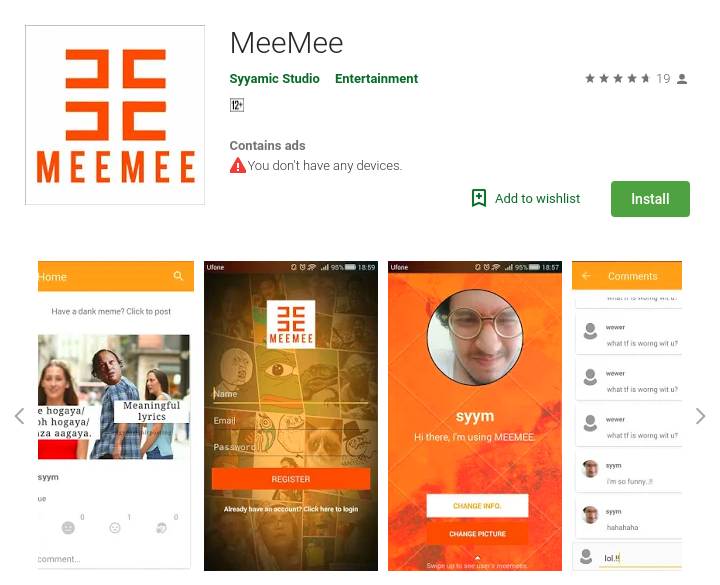 MeeMee
Syyamic Studio Entertainment
19
12+
Contains ads
You don't have any devices.
Add to wishlist
Install
MEEMEE
Home
Have a dank meme? Click to post
e hogaya/
oh hogaya/
nza aagaya.
Meaningful
lyrics
syym
ue
0 1 0
comment...
Ufone 95% 18:59
MEEMEE
Name
Email
Password
REGISTER
Already have an account? Click here to login
Ufone 95% 18:57
syym
Hi there, I'm using MEEMEE.
CHANGE INFO.
CHANGE PICTURE
Swipe up to see user's meemees.
Comments
what tf is worng wit u?
wewer
what tf is worng wit u?
wewer
what tf is worng wit u?
wewer
what tf is worng wit u?
syym
i'm so funny..!!
syym
hahahaha
lol.!!